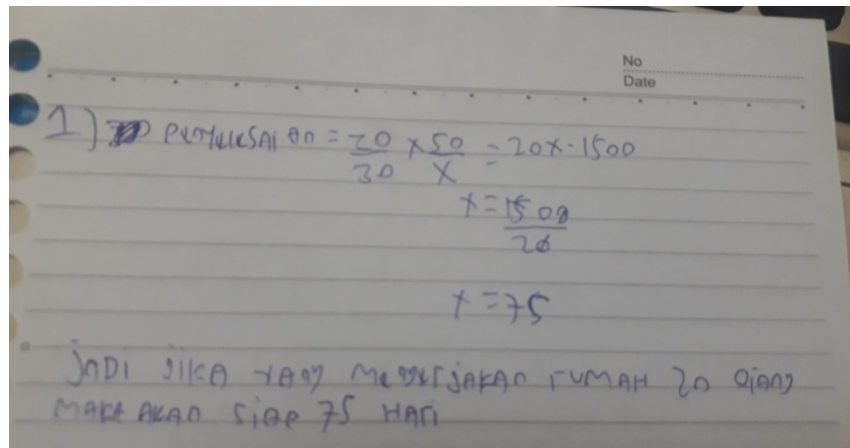 No
Date
1) Penyelesaian = 20/30 x 50/x = 20x . 1500
x = 1500/20
x = 75
JADI JIKA YANG MENGERJAKAN RUMAH 20 ORANG
MAKA AKAN SIAP 75 HARI